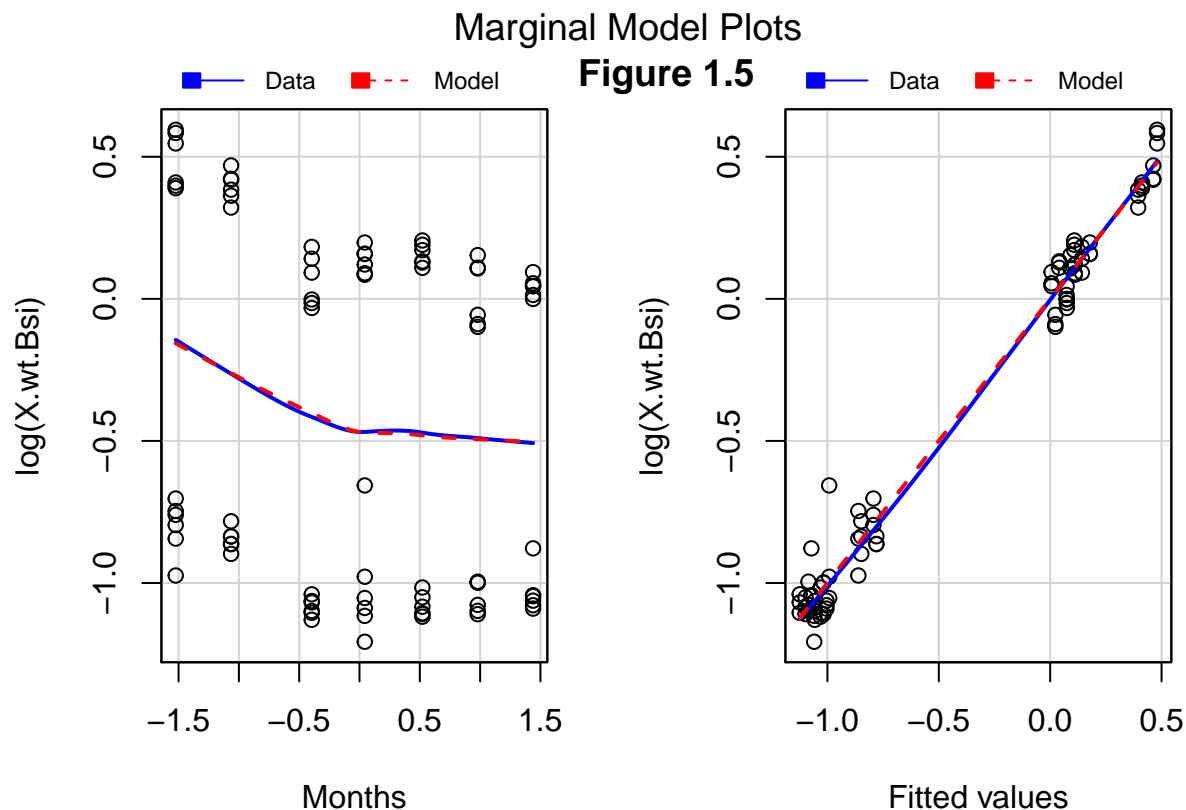 Marginal Model Plots
Figure 1.5
Data Model
Data Model
log(X.wt.Bsi)
0.5
0.0
−0.5
−1.0
−1.5 −0.5 0.5 1.5
Months
log(X.wt.Bsi)
0.5
0.0
−0.5
−1.0
−1.0 −0.5 0.0 0.5
Fitted values